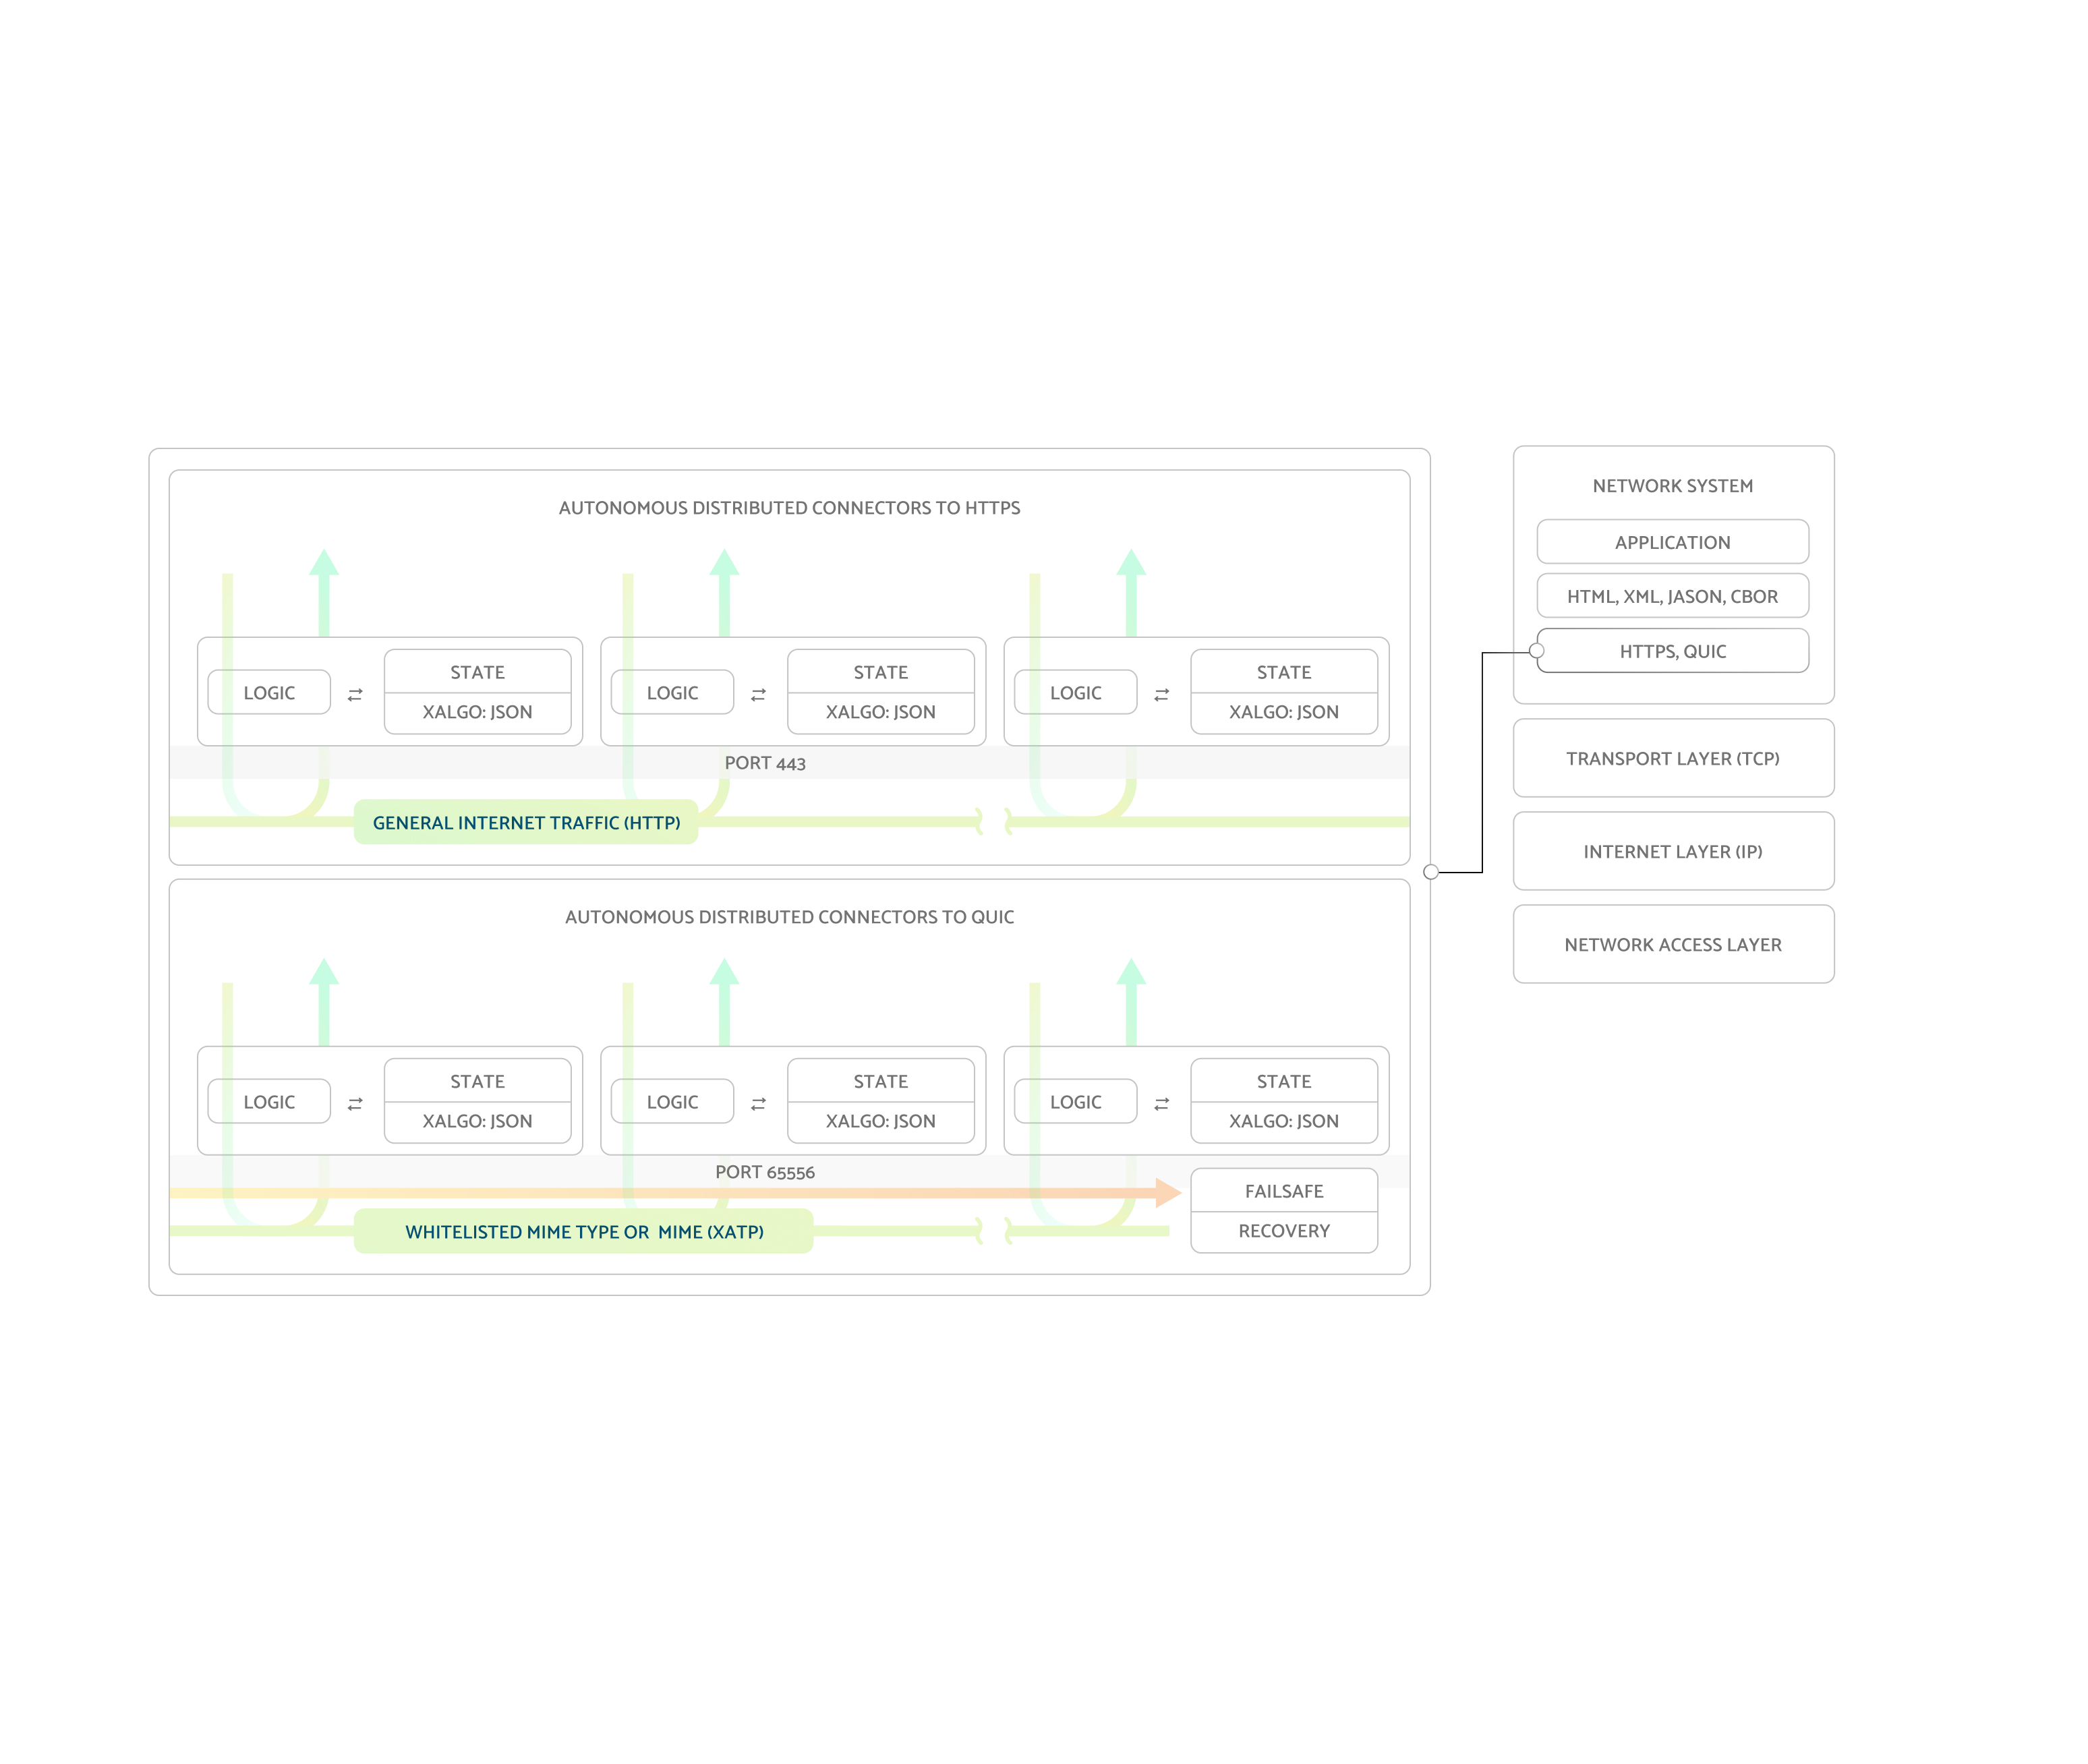 AUTONOMOUS DISTRIBUTED CONNECTORS TO HTTPS
LOGIC
STATE
XALGO: JSON
LOGIC
STATE
XALGO: JSON
LOGIC
STATE
XALGO: JSON
PORT 443
GENERAL INTERNET TRAFFIC (HTTP)
AUTONOMOUS DISTRIBUTED CONNECTORS TO QUIC
LOGIC
STATE
XALGO: JSON
LOGIC
STATE
XALGO: JSON
LOGIC
STATE
XALGO: JSON
PORT 65556
WHITELISTED MIME TYPE OR MIME (XATP)
FAILSAFE
RECOVERY
NETWORK SYSTEM
APPLICATION
HTML, XML, JASON, CBOR
HTTPS, QUIC
TRANSPORT LAYER (TCP)
INTERNET LAYER (IP)
NETWORK ACCESS LAYER